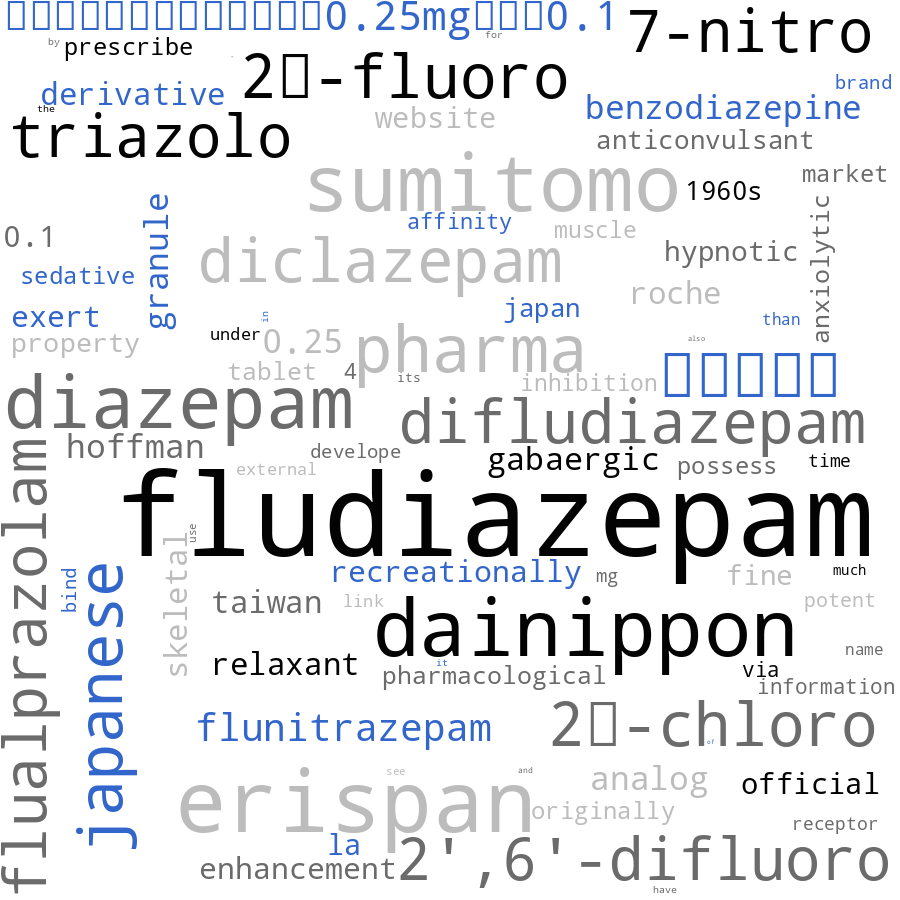 0.25mg 0.1
7-nitro
by prescribe
for
2 -fluoro
derivative
brand
the
benzodiazepine
triazolo
website
anticonvulsant
sumitomo
market
1960s
granule
anxiolytic
affinity
muscle
0.1
hypnotic
diclazepam
sedative
roche
exert
japan
in
than
under
0.25
pharma
also
property
tablet
4
its
inhibition
diazepam
difludiazepam
hoffman
develope
gabaergic
possess
time
external
fludiazepam
flualprazolam
use
skeletal
bind
japanese
recreationally
mg
fine
much
taiwan
link
dainippon
potent
relaxant
it
name
pharmacological
via
information
flunitrazepam
2 -chloro
of
erispan
see
and
analog
official
originally
la
receptor
enhancement
2',6'-difluoro
have